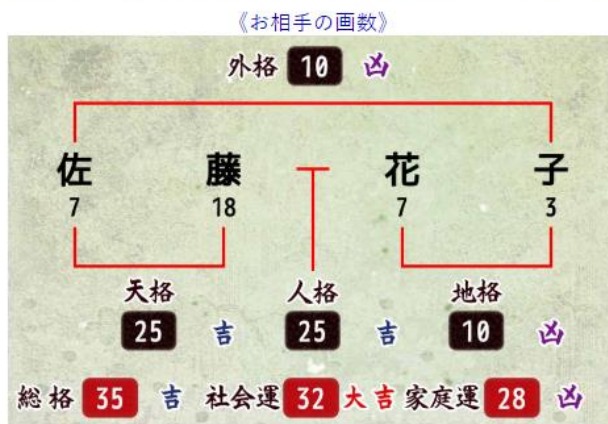 《お相手の画数》
外格 10 凶
佐 藤 花 子
7 18 7 3
天格 人格 地格
25 吉 25 吉 10 凶
総格 35 吉 社会運 32 大吉 家庭運 28 凶